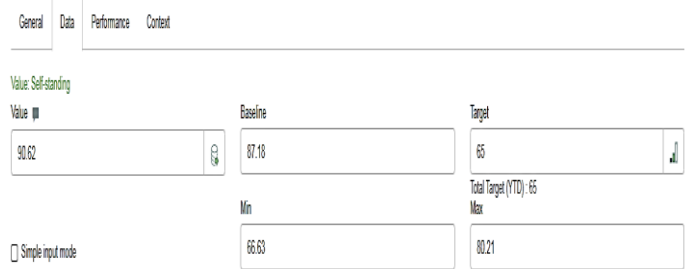 General Data Performance Context
Value: Self-standing
Value Baseline Target
90.62 87.18 65
Total Target (YTD) : 65
Min Max
Simple input mode 66.63 80.21